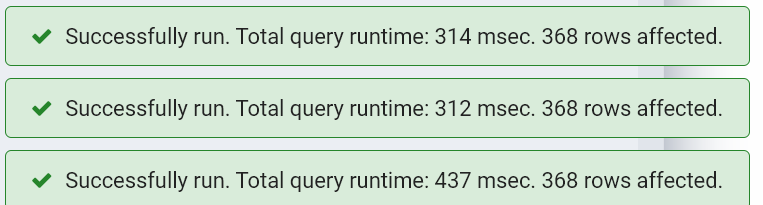 Successfully run. Total query runtime: 314 msec. 368 rows affected.
Successfully run. Total query runtime: 312 msec. 368 rows affected.
Successfully run. Total query runtime: 437 msec. 368 rows affected.